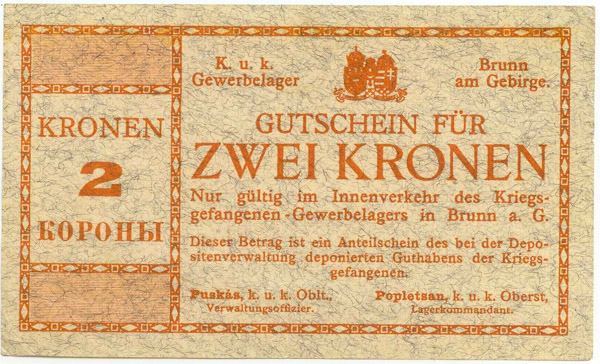 K. u. k.
Gewerbelager
Brunn
am Gebirge.
KRONEN
2
КОРОНЫ
GUTSCHEIN FÜR
ZWEI KRONEN
Nur gültig im Innenverkehr des Kriegs-
gefangenen-Gewerbelagers in Brunn a. G.
Dieser Betrag ist ein Anteilschein des bei der Depo-
sitenverwaltung deponierten Guthabens der Kriegs-
gefangenen.
Puskás, k. u. k. Oblt.,
Verwaltungsoffizier.
Popletsan, k. u. k. Oberst,
Lagerkommandant.